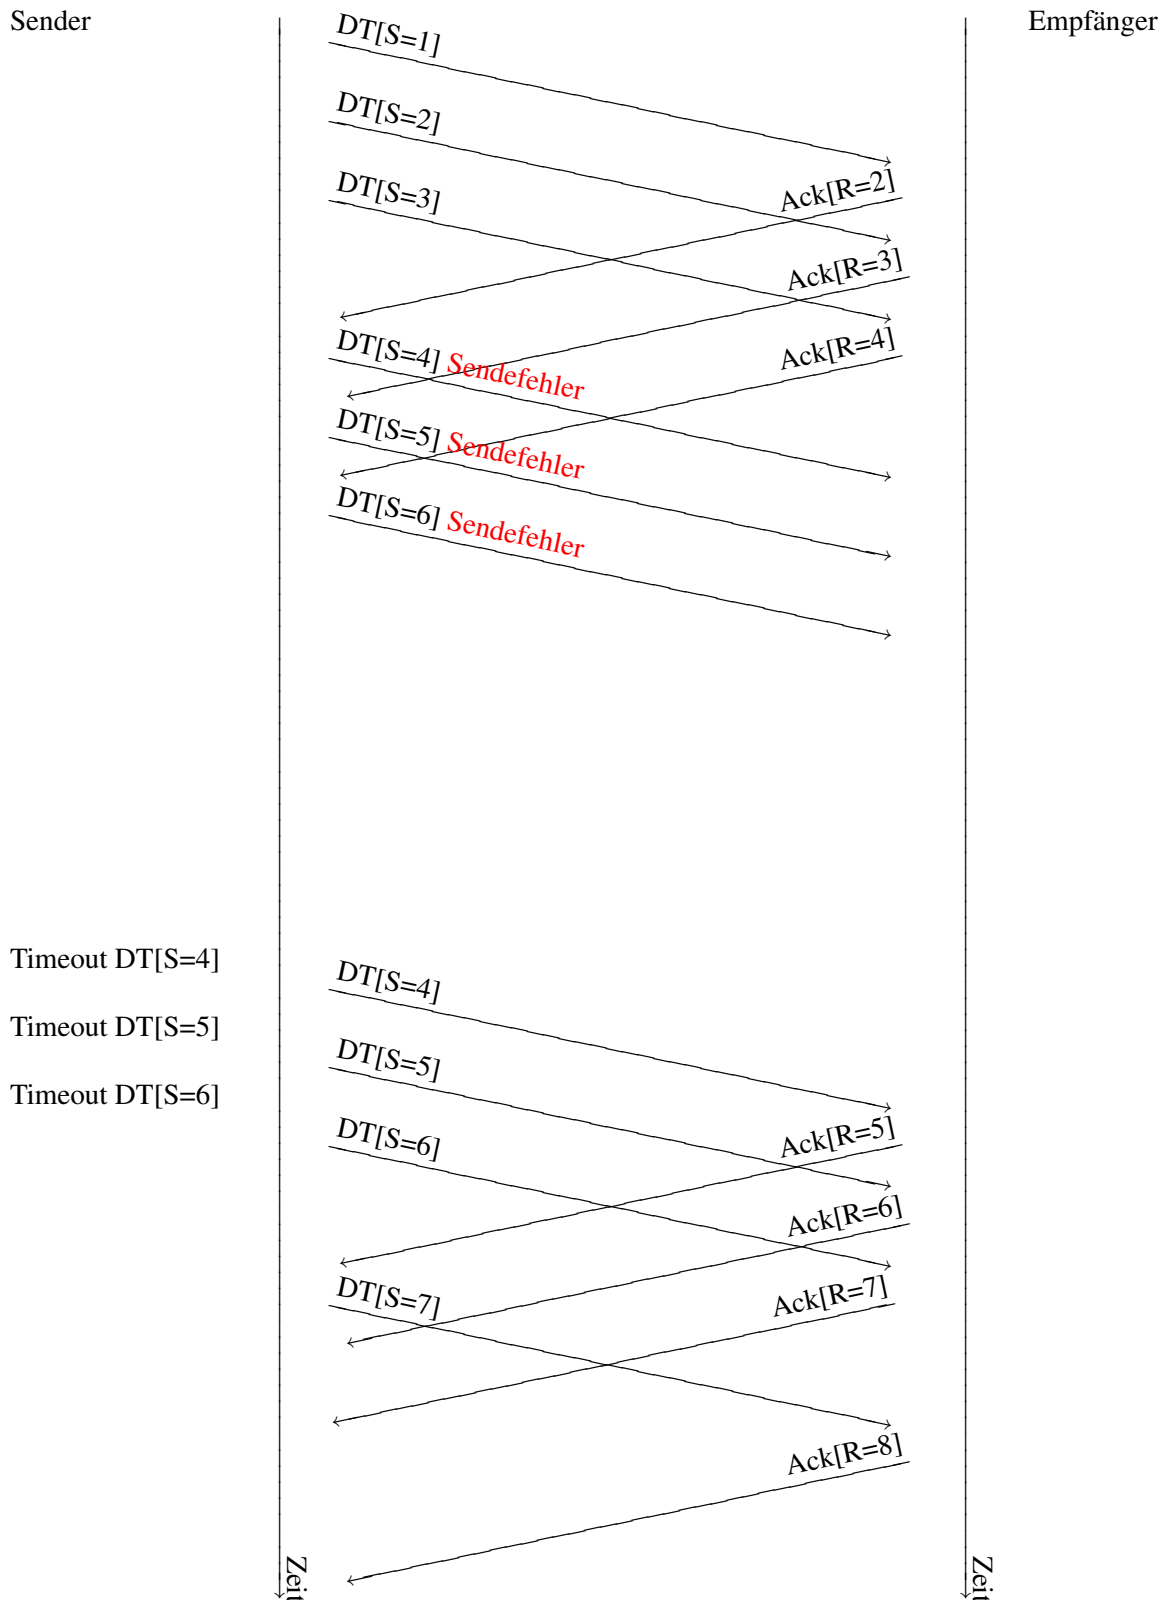 Sender
Empfänger
DT[S=1]
DT[S=2]
DT[S=3]
Ack[R=2]
Ack[R=3]
DT[S=4] Sendefehler
Ack[R=4]
DT[S=5] Sendefehler
DT[S=6] Sendefehler
Timeout DT[S=4]
DT[S=4]
Timeout DT[S=5]
DT[S=5]
Timeout DT[S=6]
DT[S=6]
Ack[R=5]
Ack[R=6]
DT[S=7]
Ack[R=7]
Ack[R=8]
Zeit
Zeit